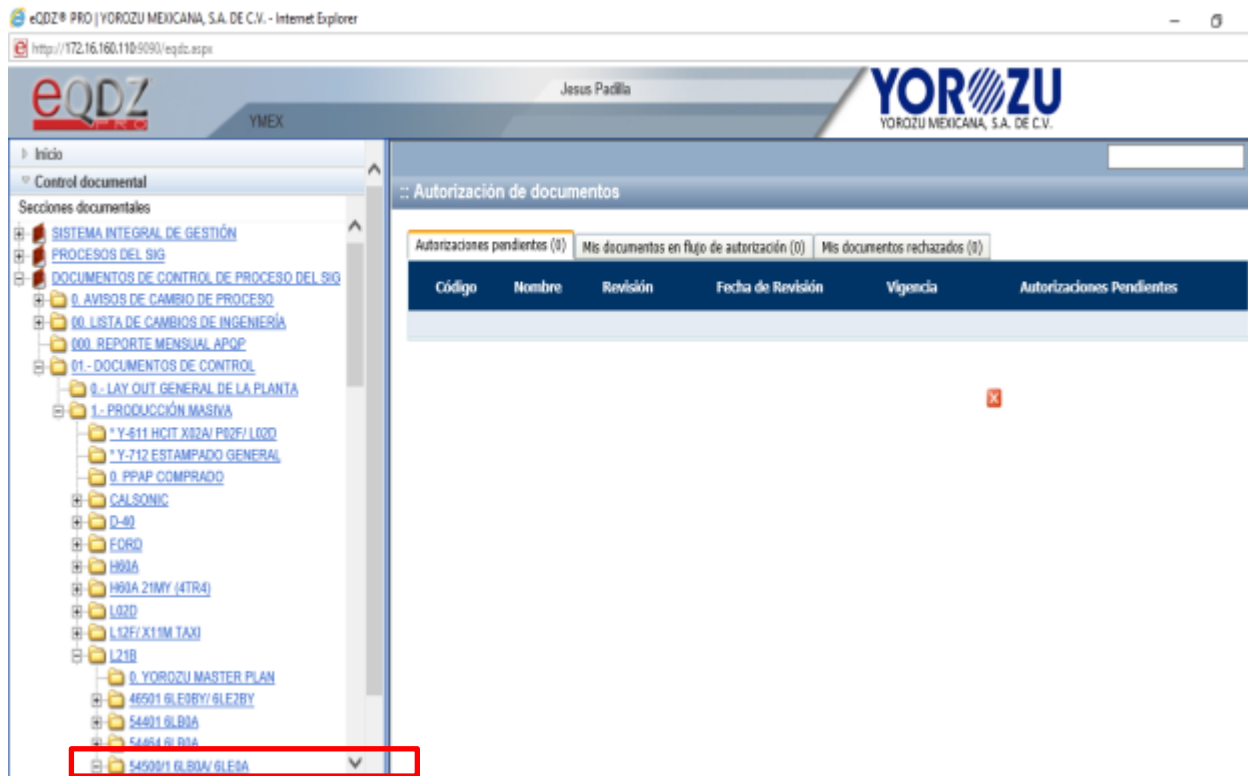 eQDZ® PRO | YOROZU MEXICANA, S.A. DE C.V. - Internet Explorer
http://172.16.160.110:9090/eqdz.aspx
eQDZ
PRO
YMEX
Jesus Padilla
YOROZU
YOROZU MEXICANA, S.A. DE C.V.
Inicio
Control documental
Secciones documentales
SISTEMA INTEGRAL DE GESTIÓN
PROCESOS DEL SIG
DOCUMENTOS DE CONTROL DE PROCESO DEL SIG
0. AVISOS DE CAMBIO DE PROCESO
00. LISTA DE CAMBIOS DE INGENIERÍA
000. REPORTE MENSUAL APQP
01.- DOCUMENTOS DE CONTROL
0.- LAY OUT GENERAL DE LA PLANTA
1.- PRODUCCIÓN MASIVA
* Y-611 HCIT X02A/ P02F/ L02D
* Y-712 ESTAMPADO GENERAL
0. PPAP COMPRADO
CALSONIC
D-40
FORD
H60A
H60A 21MY (4TR4)
L02D
L12F/ X11M TAXI
L21B
0. YOROZU MASTER PLAN
46501 6LE0BY/ 6LE2BY
54401 6LB0A
54464 6LB0A
54500/1 6LB0A/ 6LE0A
:: Autorización de documentos
Autorizaciones pendientes (0) Mis documentos en flujo de autorización (0) Mis documentos rechazados (0)
Código Nombre Revisión Fecha de Revisión Vigencia Autorizaciones Pendientes